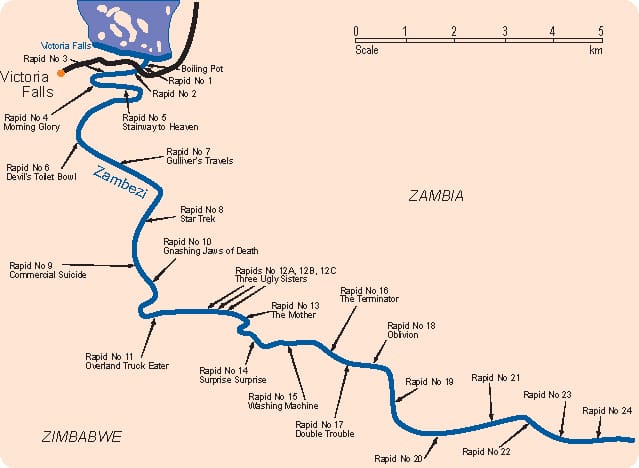 0 1 2 3 4 5
Scale km
Victoria Falls
Rapid No 3
Boiling Pot
Rapid No 1
Rapid No 2
Victoria
Falls
Rapid No 4
Morning Glory
Rapid No 5
Stairway to Heaven
Rapid No 7
Gulliver's Travels
Rapid No 6
Devil's Toilet Bowl
Zambezi
ZAMBIA
Rapid No 8
Star Trek
Rapid No 10
Gnashing Jaws of Death
Rapid No 9
Commercial Suicide
Rapids No 12A, 12B, 12C
Three Ugly Sisters
Rapid No 16
The Terminator
Rapid No 13
The Mother
Rapid No 18
Oblivion
Rapid No 11
Overland Truck Eater
Rapid No 14
Surprise Surprise
Rapid No 15
Washing Machine
Rapid No 19
Rapid No 21
Rapid No 23
Rapid No 24
Rapid No 17
Double Trouble
Rapid No 20
Rapid No 22
ZIMBABWE